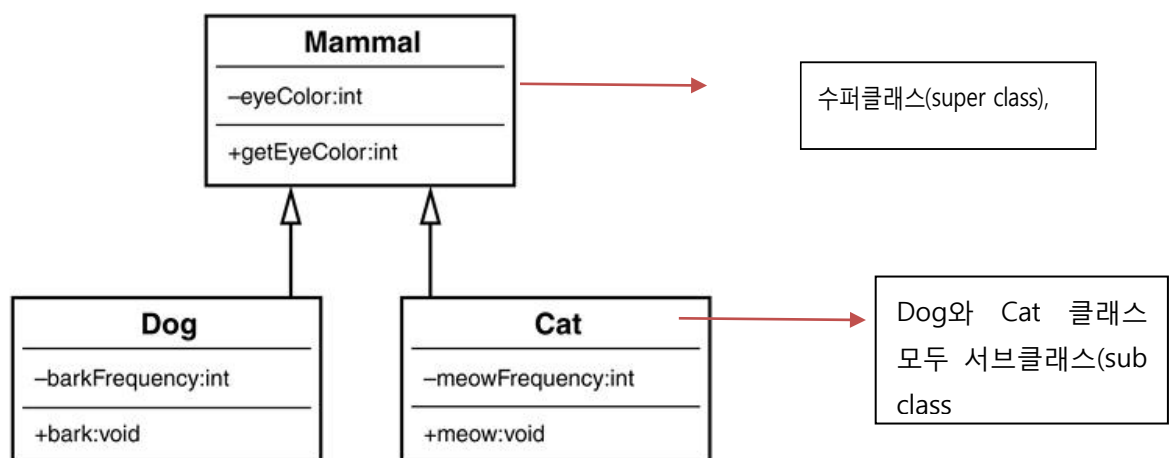 Mammal
–eyeColor:int
+getEyeColor:int
수퍼클래스(super class),
Dog
–barkFrequency:int
+bark:void
Cat
–meowFrequency:int
+meow:void
Dog와 Cat 클래스
모두 서브클래스(sub
class